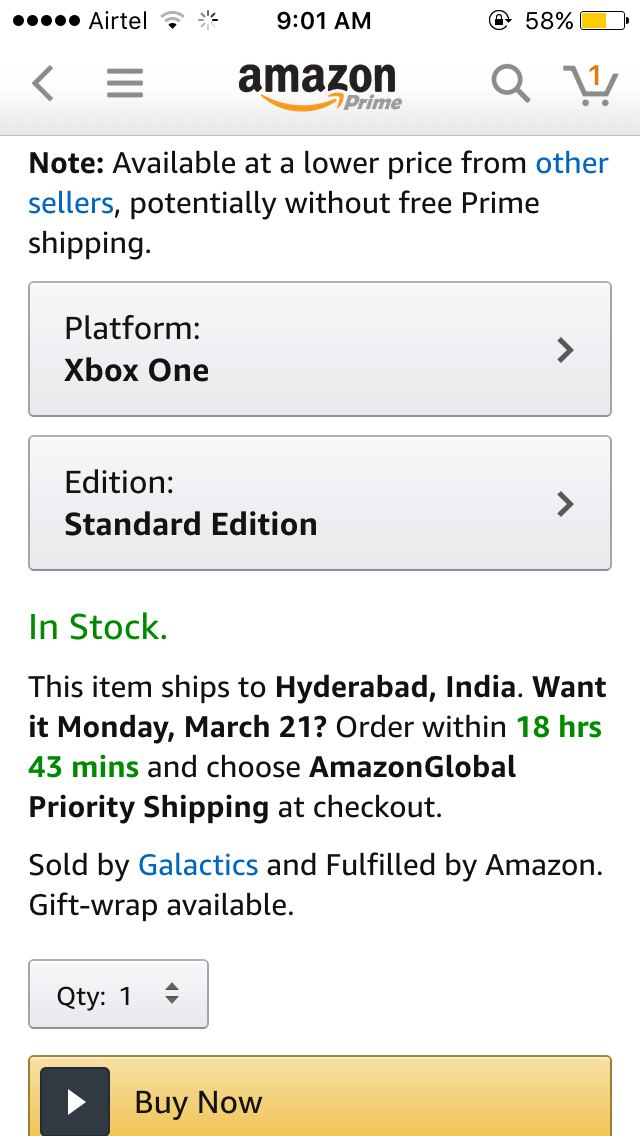 Airtel 9:01 AM 58%
amazon 1
Prime
Note: Available at a lower price from other
sellers, potentially without free Prime
shipping.
Platform:
Xbox One
Edition:
Standard Edition
In Stock.
This item ships to Hyderabad, India. Want
it Monday, March 21? Order within 18 hrs
43 mins and choose AmazonGlobal
Priority Shipping at checkout.
Sold by Galactics and Fulfilled by Amazon.
Gift-wrap available.
Qty: 1
Buy Now